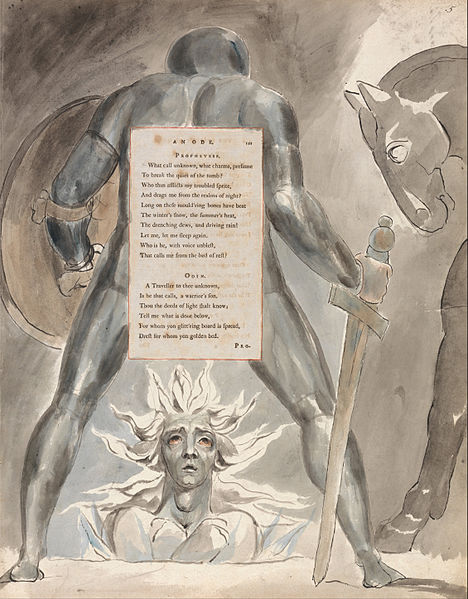 5
AN ODE. 101
PROPHETESS.
What call unknown, what charms, presume
To break the quiet of the tomb?
Who thus afflicts my troubled sprite,
And drags me from the realms of night?
Long on these mould'ring bones have beat
The winter's snow, the summer's heat,
The drenching dews, and driving rain!
Let me, let me sleep again.
Who is he, with voice unblest,
That calls me from the bed of rest?
ODIN.
A Traveller to thee unknown,
Is he that calls, a warrior's son.
Thou the deeds of light shalt know;
Tell me what is done below,
For whom yon glitt'ring board is spread,
Drest for whom yon golden bed.
PRO-